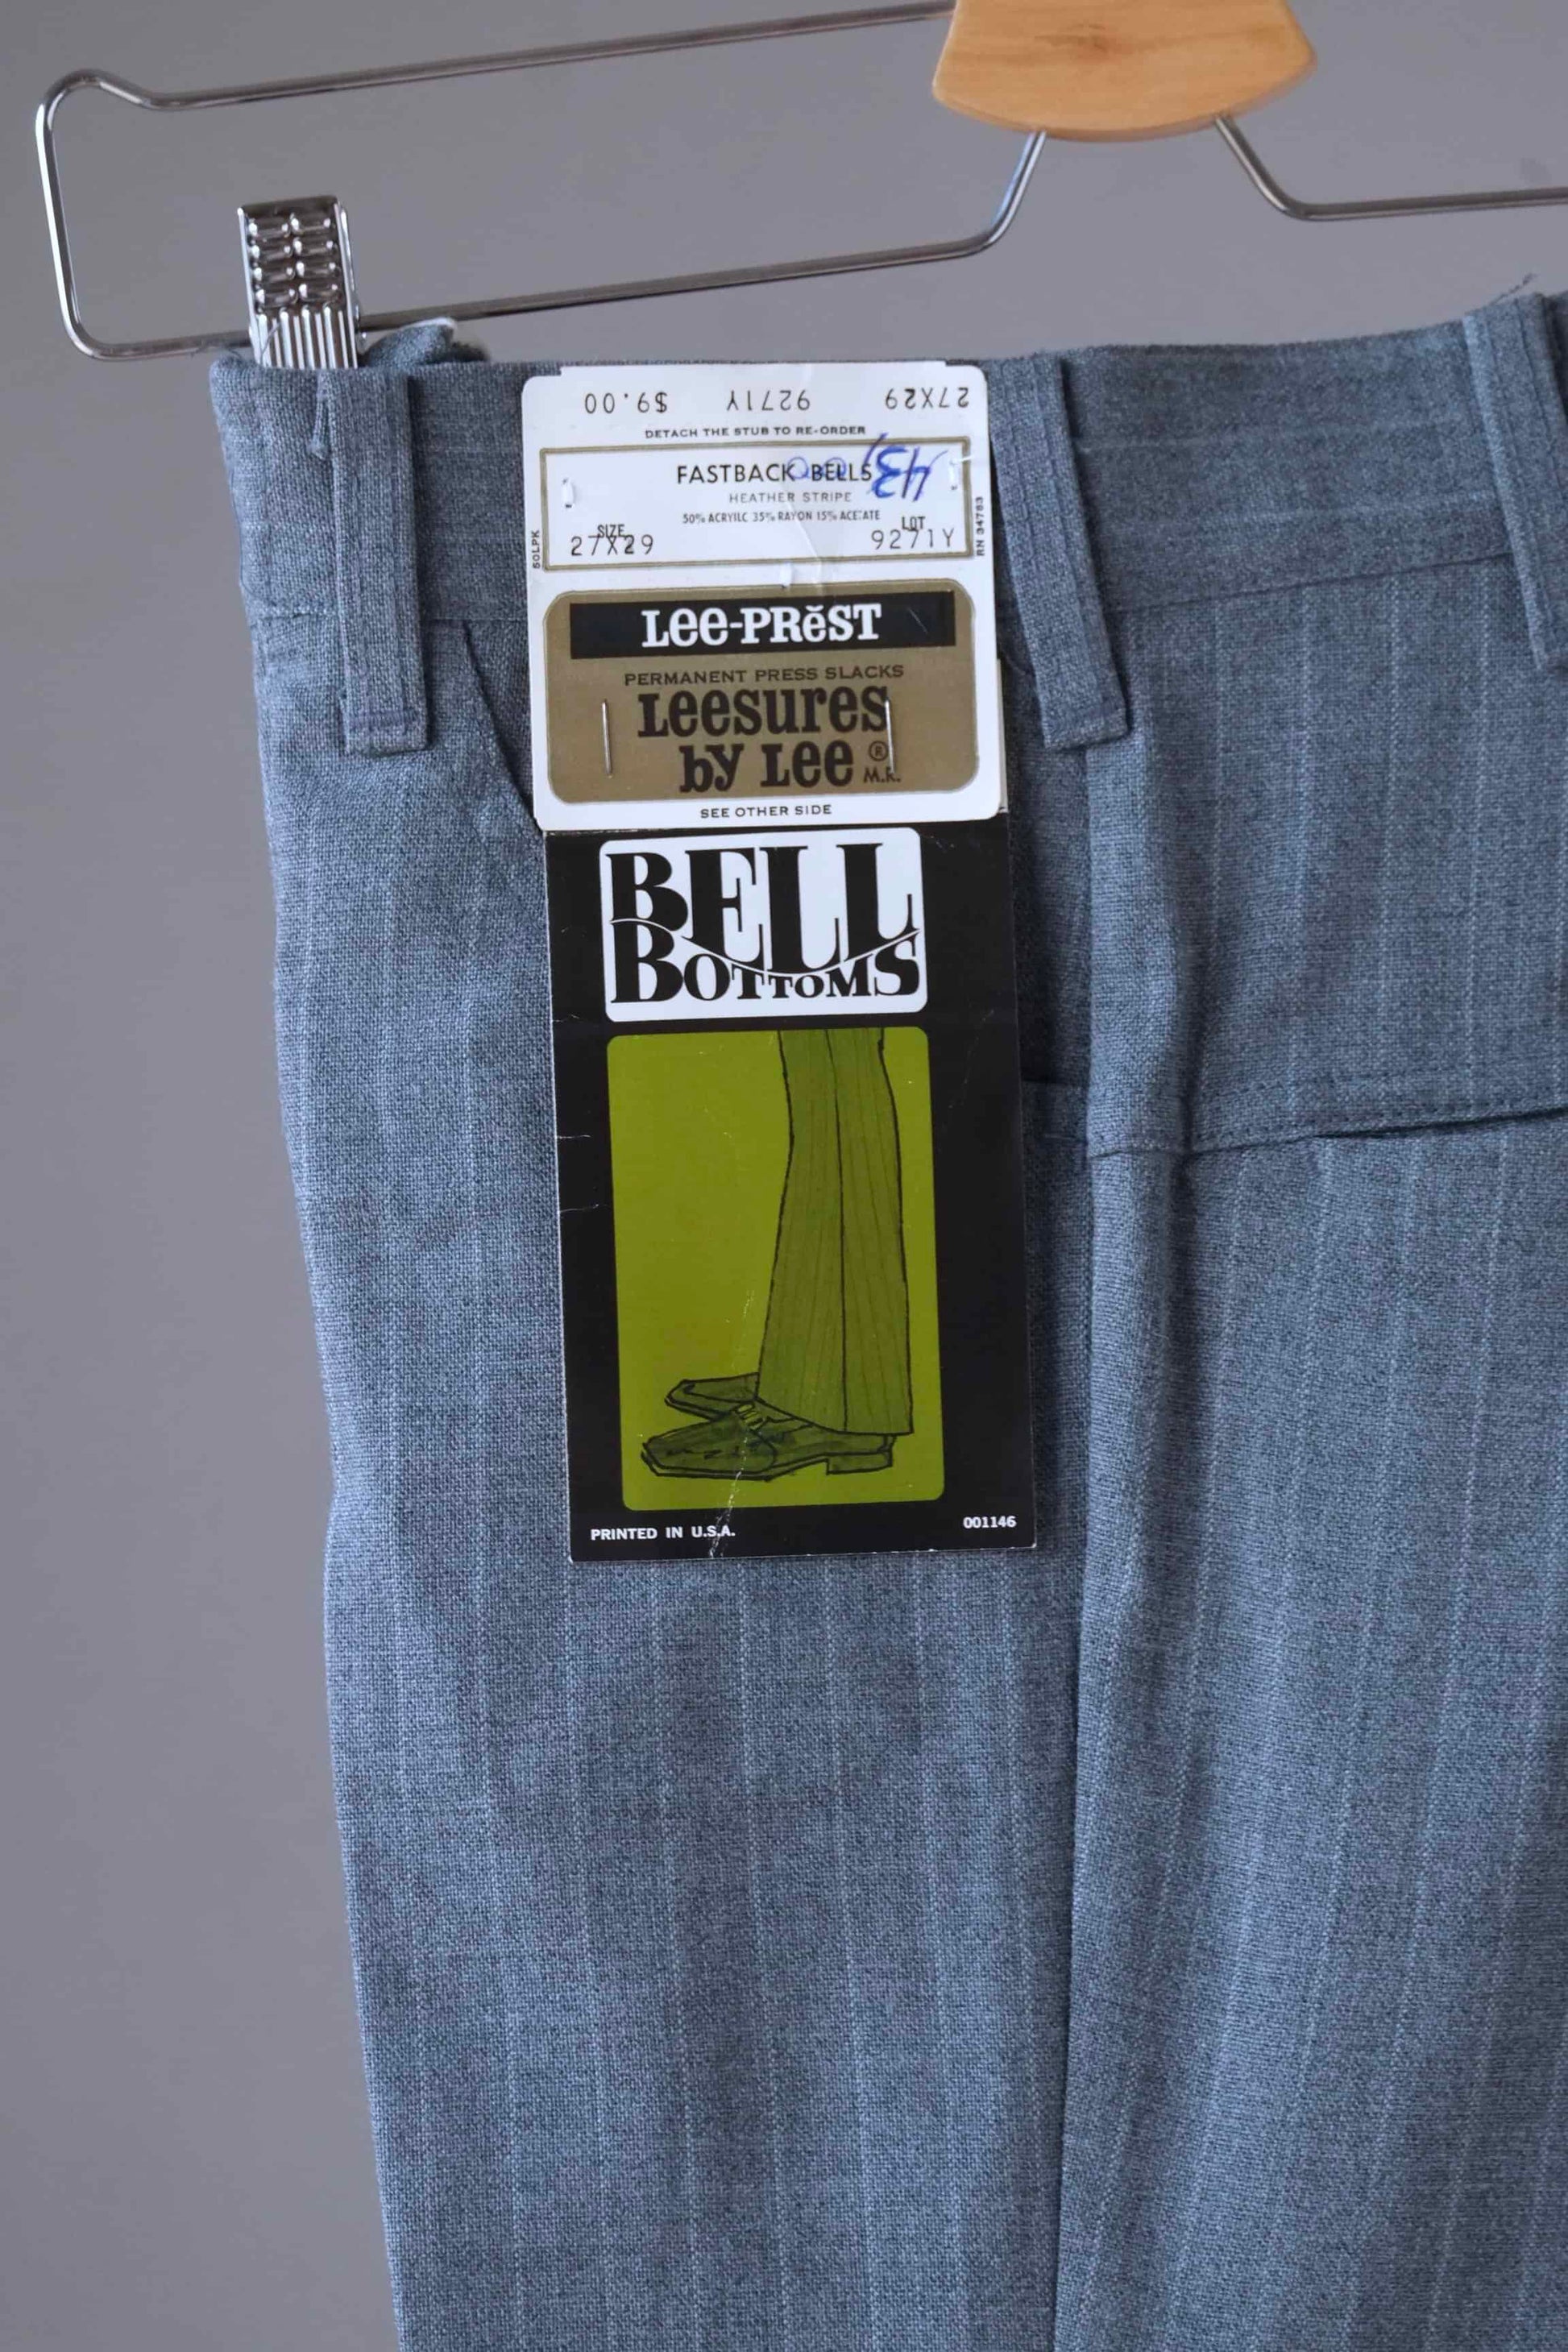 27X29 9271Y $9.00
DETACH THE STUB TO RE-ORDER
FASTBACK BELLS
HEATHER STRIPE
50% ACRYILC 35% RAYON 15% ACETATE
SIZE LOT
27X29 9271Y
50LPK
RN 34783
Lee-PRĕST
PERMANENT PRESS SLACKS
Leesures
by Lee ®
M.R.
SEE OTHER SIDE
BELL
BOTTOMS
PRINTED IN U.S.A. 001146